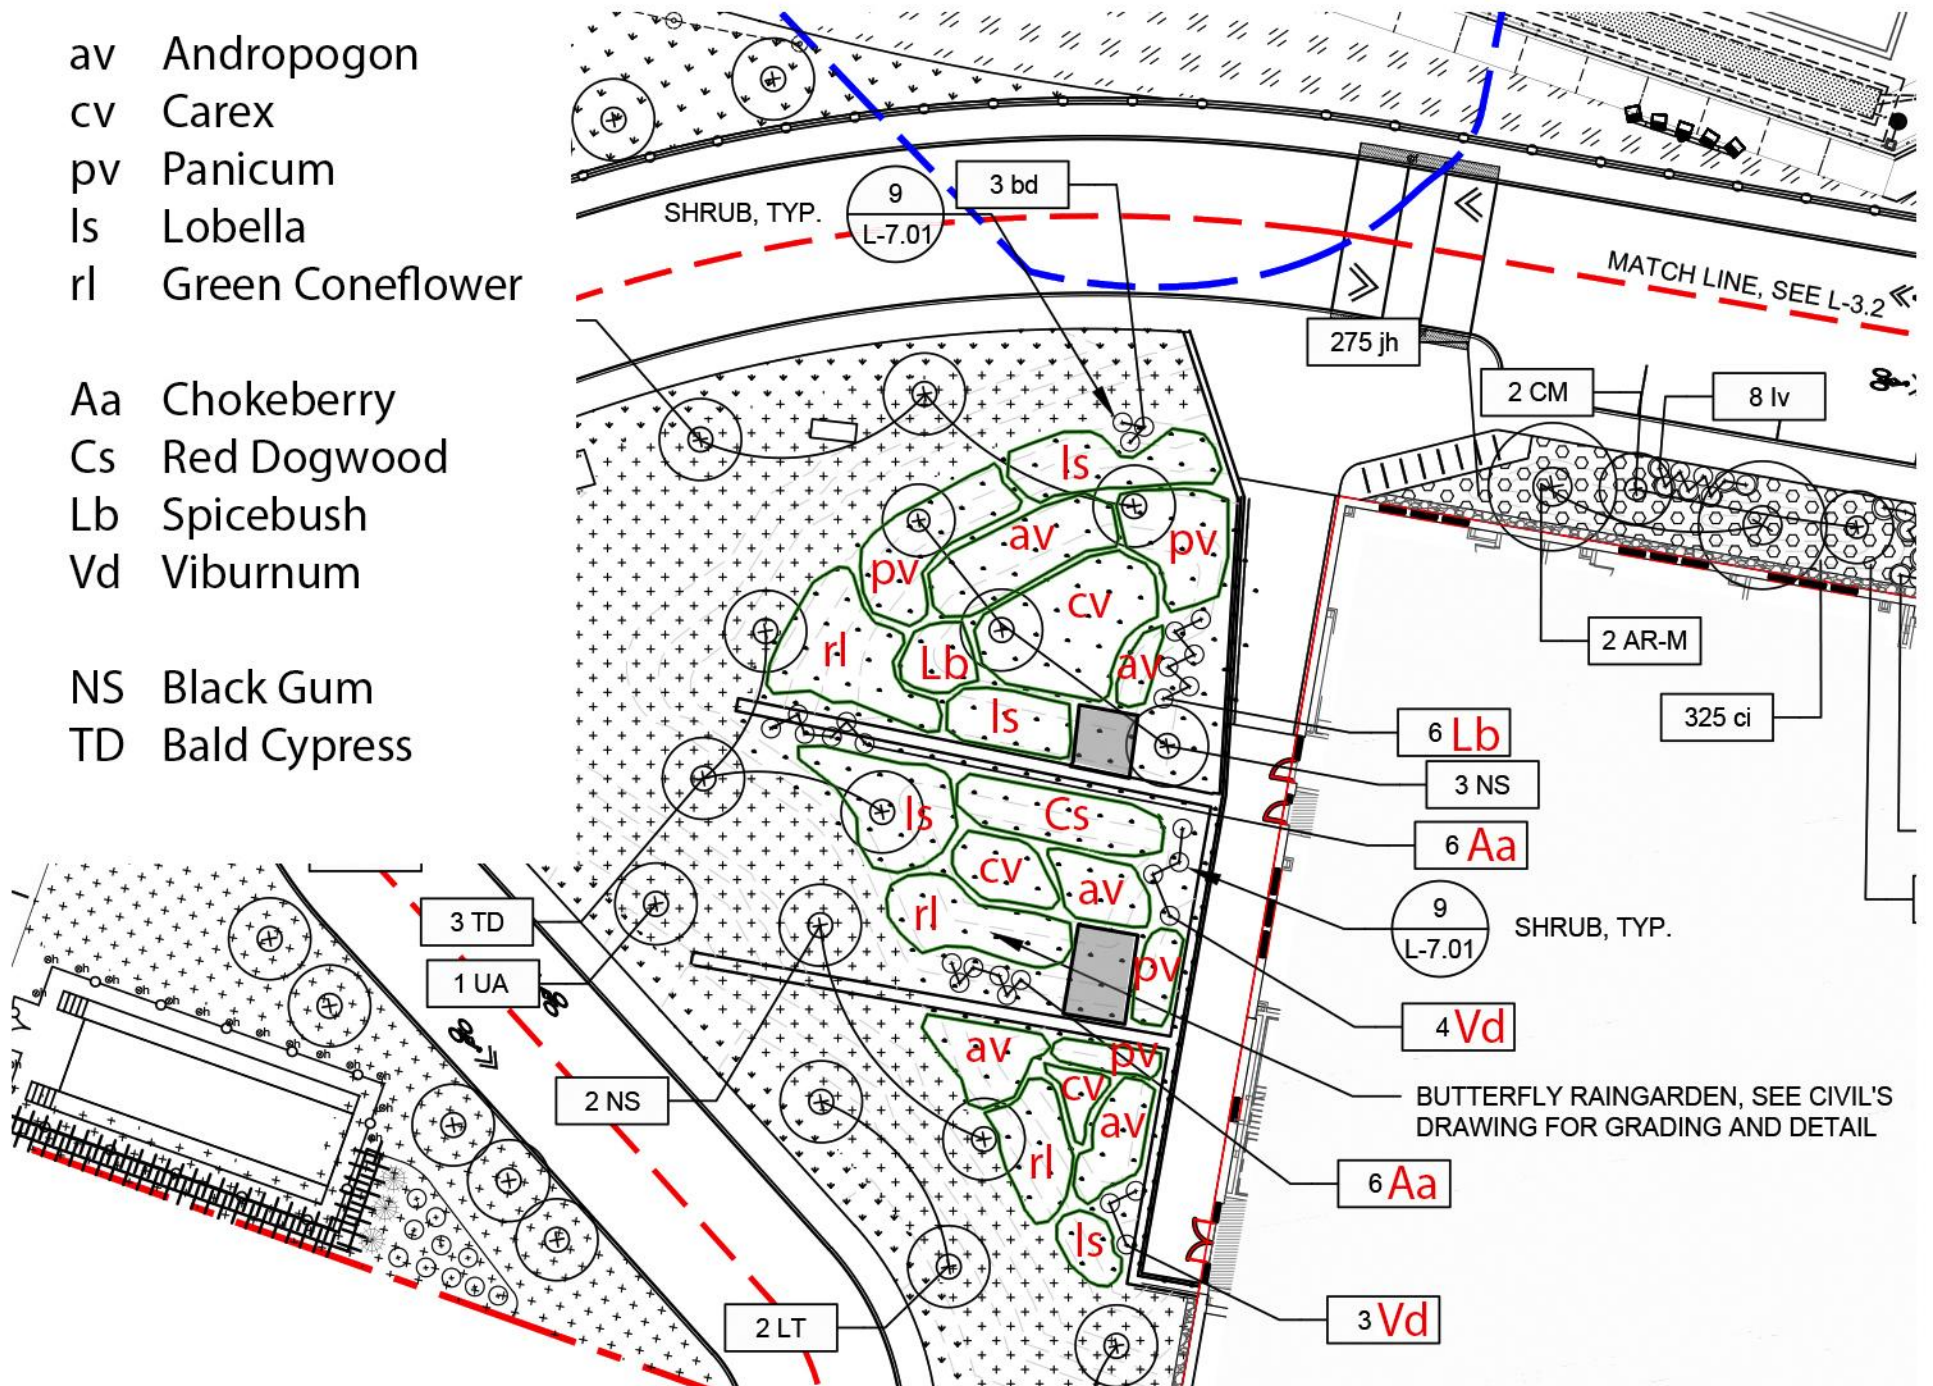 av Andropogon
cv Carex
pv Panicum
ls Lobella
rl Green Coneflower
Aa Chokeberry
Cs Red Dogwood
Lb Spicebush
Vd Viburnum
NS Black Gum
TD Bald Cypress
SHRUB, TYP.
9
L-7.01
3 bd
MATCH LINE, SEE L-3.2
275 jh
2 CM
8 lv
ls
av
pv
pv
cv
rl
Lb
av
ls
2 AR-M
325 ci
6 Lb
3 NS
6 Aa
ls
Cs
cv
av
rl
pv
9
L-7.01
SHRUB, TYP.
3 TD
1 UA
4 Vd
2 NS
av
pv
cv
av
rl
ls
BUTTERFLY RAINGARDEN, SEE CIVIL'S
DRAWING FOR GRADING AND DETAIL
6 Aa
3 Vd
2 LT